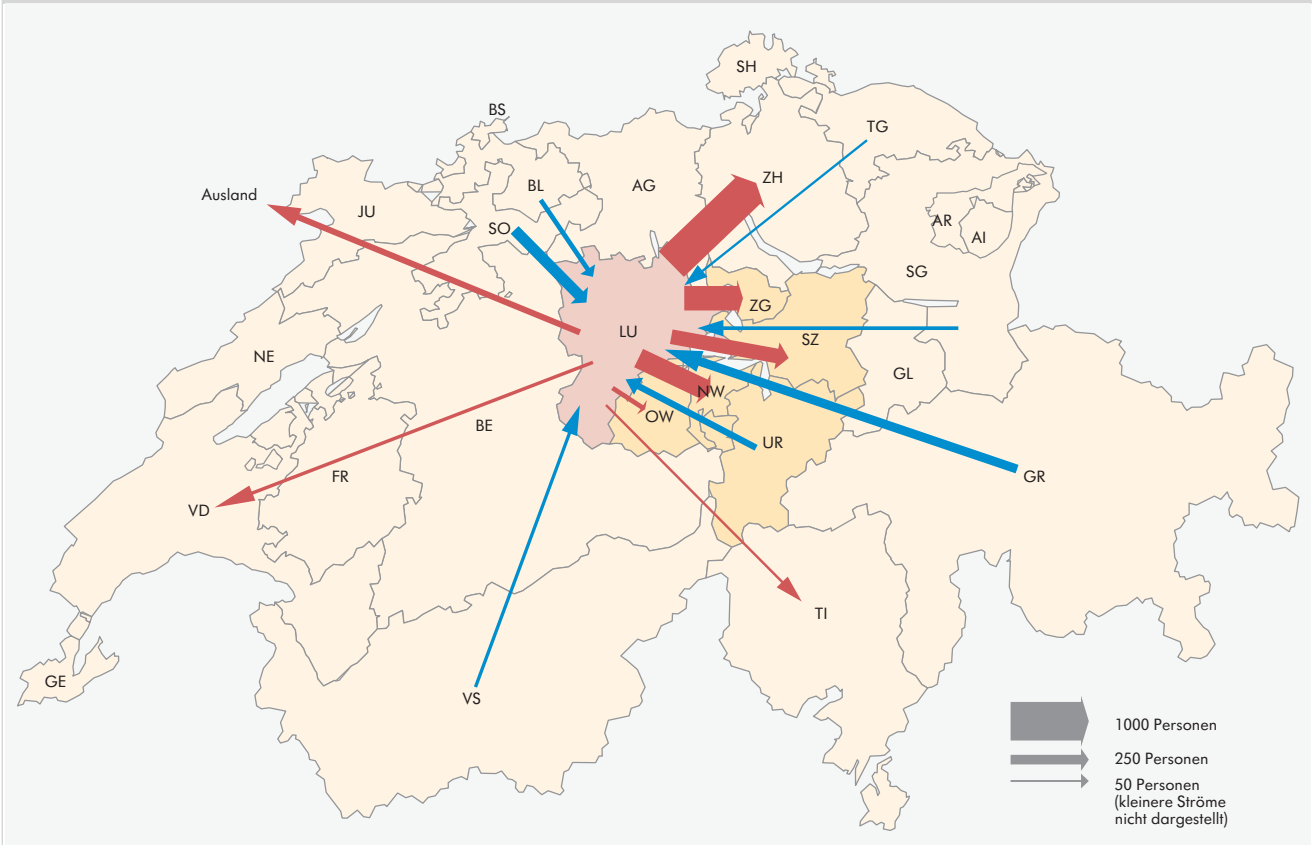 SH
BS
TG
ZH
BL
AG
Ausland
JU
SO
AR
AI
SG
ZG
LU
SZ
NE
GL
NW
OW
BE
UR
FR
GR
VD
TI
GE
VS
1000 Personen
250 Personen
50 Personen
(kleinere Ströme
nicht dargestellt)